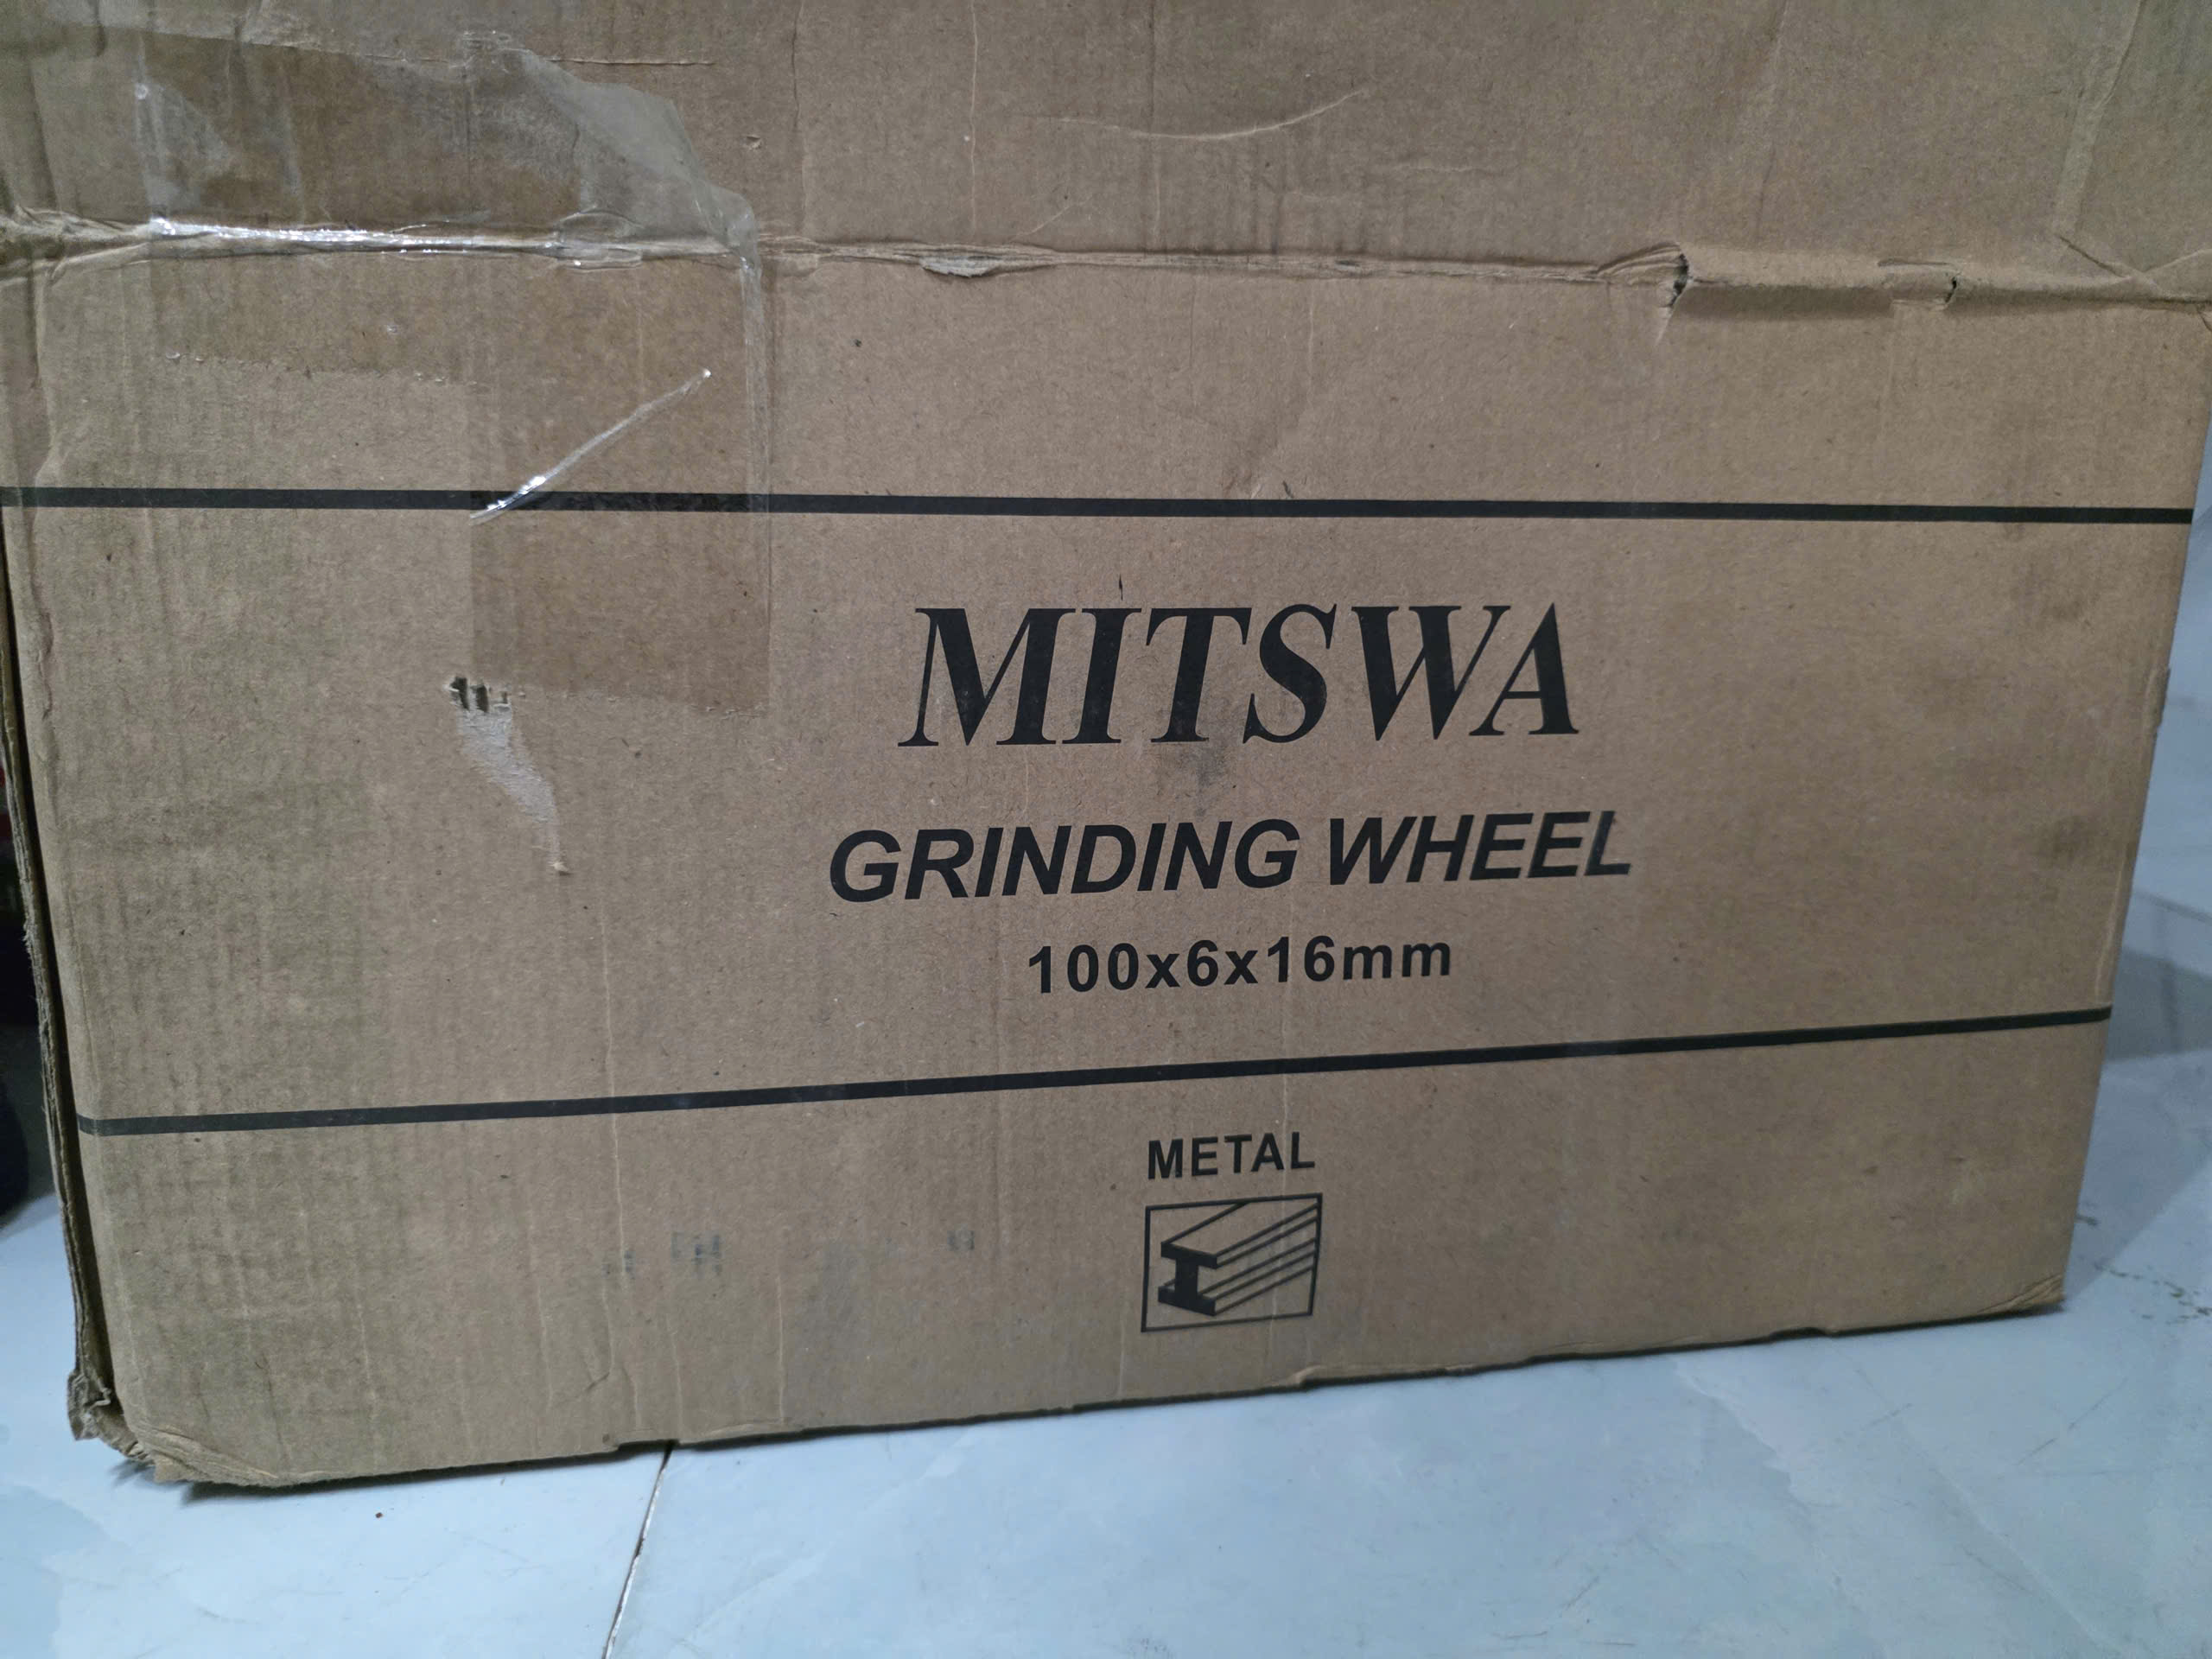 MITSWA
GRINDING WHEEL
100x6x16mm
METAL